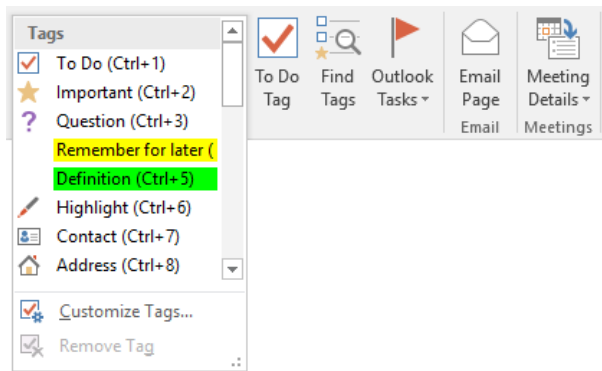 Tags
To Do (Ctrl+1)
Important (Ctrl+2)
Question (Ctrl+3)
Remember for later (
Definition (Ctrl+5)
Highlight (Ctrl+6)
Contact (Ctrl+7)
Address (Ctrl+8)
Customize Tags...
Remove Tag
To Do
Tag
Find
Tags
Outlook
Tasks
Email
Page
Email
Meeting
Details
Meetings